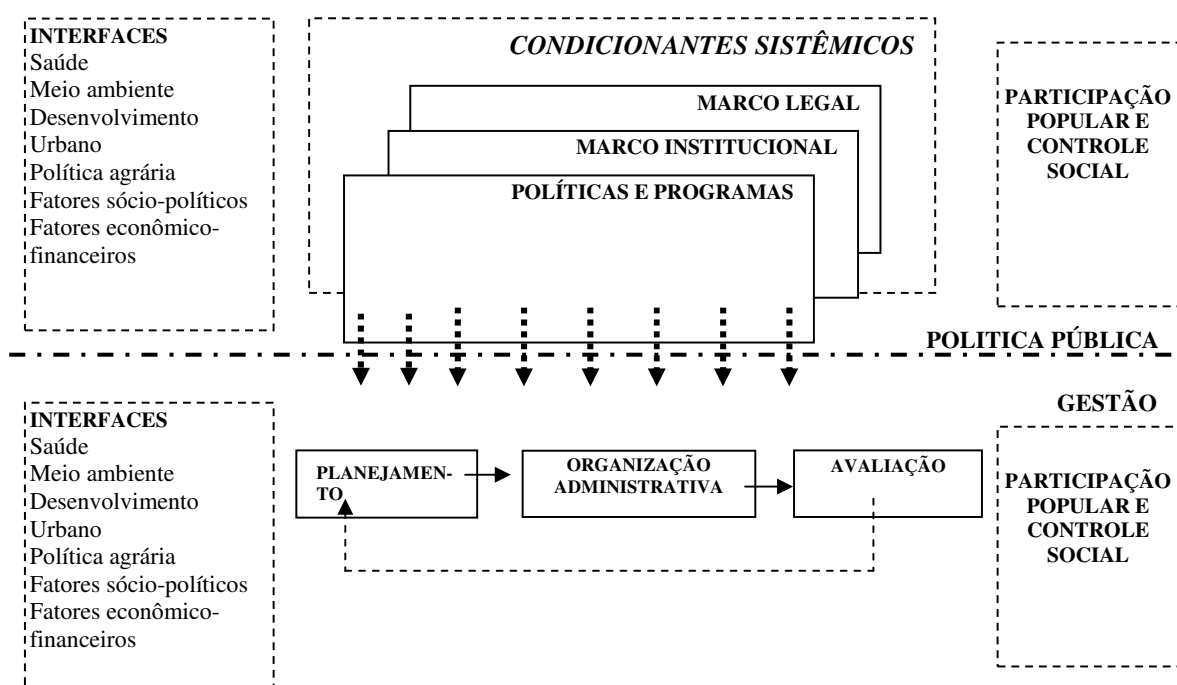 INTERFACES
Saúde
Meio ambiente
Desenvolvimento
Urbano
Política agrária
Fatores sócio-políticos
Fatores econômico-
financeiros
CONDICIONANTES SISTÊMICOS
MARCO LEGAL
MARCO INSTITUCIONAL
POLÍTICAS E PROGRAMAS
PARTICIPAÇÃO
POPULAR E
CONTROLE
SOCIAL
POLITICA PÚBLICA
GESTÃO
INTERFACES
Saúde
Meio ambiente
Desenvolvimento
Urbano
Política agrária
Fatores sócio-políticos
Fatores econômico-
financeiros
PLANEJAMEN-
TO
ORGANIZAÇÃO
ADMINISTRATIVA
AVALIAÇÃO
PARTICIPAÇÃO
POPULAR E
CONTROLE
SOCIAL